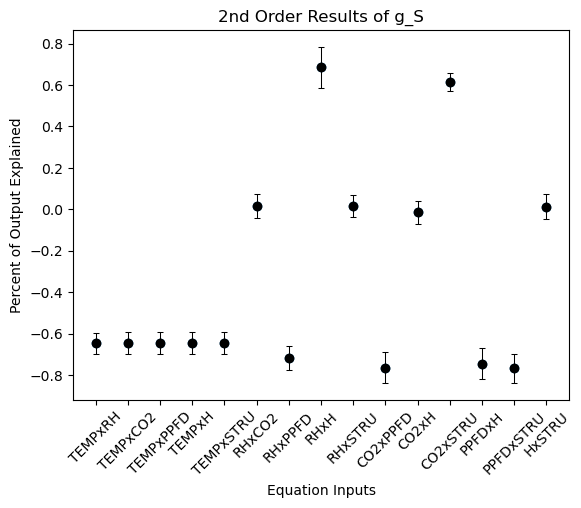 2nd Order Results of g_S
Percent of Output Explained
0.8
0.6
0.4
0.2
0.0
−0.2
−0.4
−0.6
−0.8
TEMPxRH
TEMPxCO2
TEMPxPPFD
TEMPxH
TEMPxSTRU
RHxCO2
RHxPPFD
RHxH
RHxSTRU
CO2xPPFD
CO2xH
CO2xSTRU
PPFDxH
PPFDxSTRU
HxSTRU
Equation Inputs